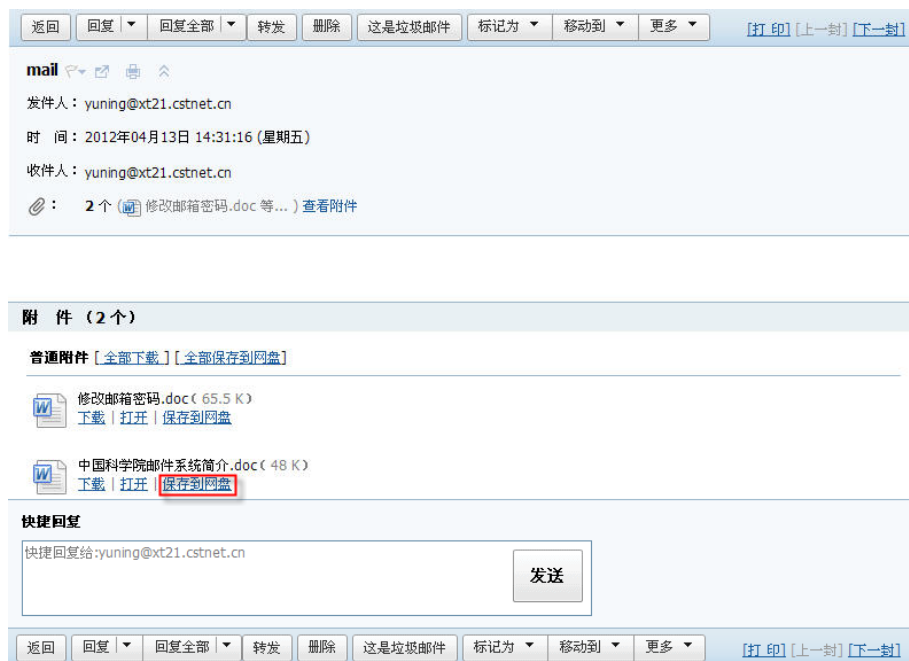 返回 回复 ▼ 回复全部 ▼ 转发 删除 这是垃圾邮件 标记为 ▼ 移动到 ▼ 更多 ▼ [打 印] [上一封] [下一封]
mail
发件人：yuning@xt21.cstnet.cn
时 间：2012年04月13日 14:31:16 (星期五)
收件人：yuning@xt21.cstnet.cn
： 2 个 (修改邮箱密码.doc 等... ) 查看附件
附 件 (2 个)
普通附件 [ 全部下载 ] [ 全部保存到网盘]
修改邮箱密码.doc( 65.5 K)
下载 | 打开 | 保存到网盘
中国科学院邮件系统简介.doc( 48 K)
下载 | 打开 | 保存到网盘
快捷回复
快捷回复给:yuning@xt21.cstnet.cn
发送
返回 回复 ▼ 回复全部 ▼ 转发 删除 这是垃圾邮件 标记为 ▼ 移动到 ▼ 更多 ▼ [打 印] [上一封] [下一封]